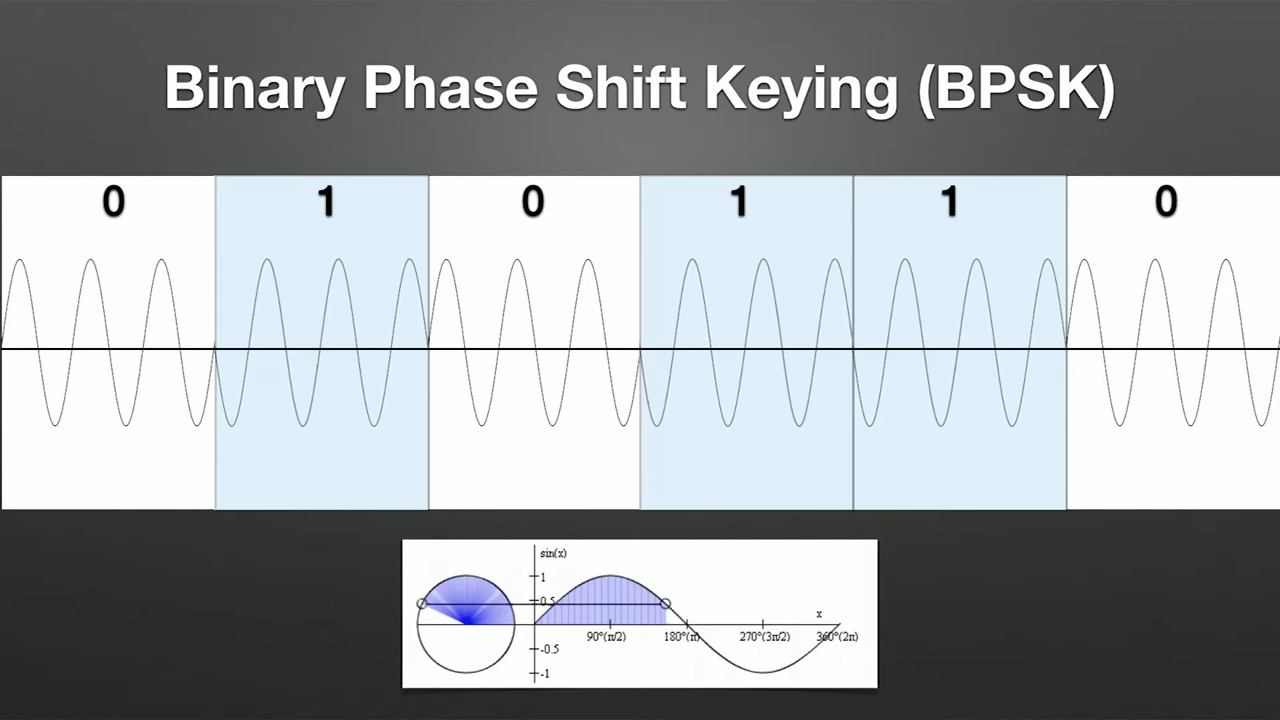 Binary Phase Shift Keying (BPSK)
0 1 0 1 1 0
sin(x)
1
0.5
x
90°(π/2) 180°(π) 270°(3π/2) 360°(2π)
-0.5
-1